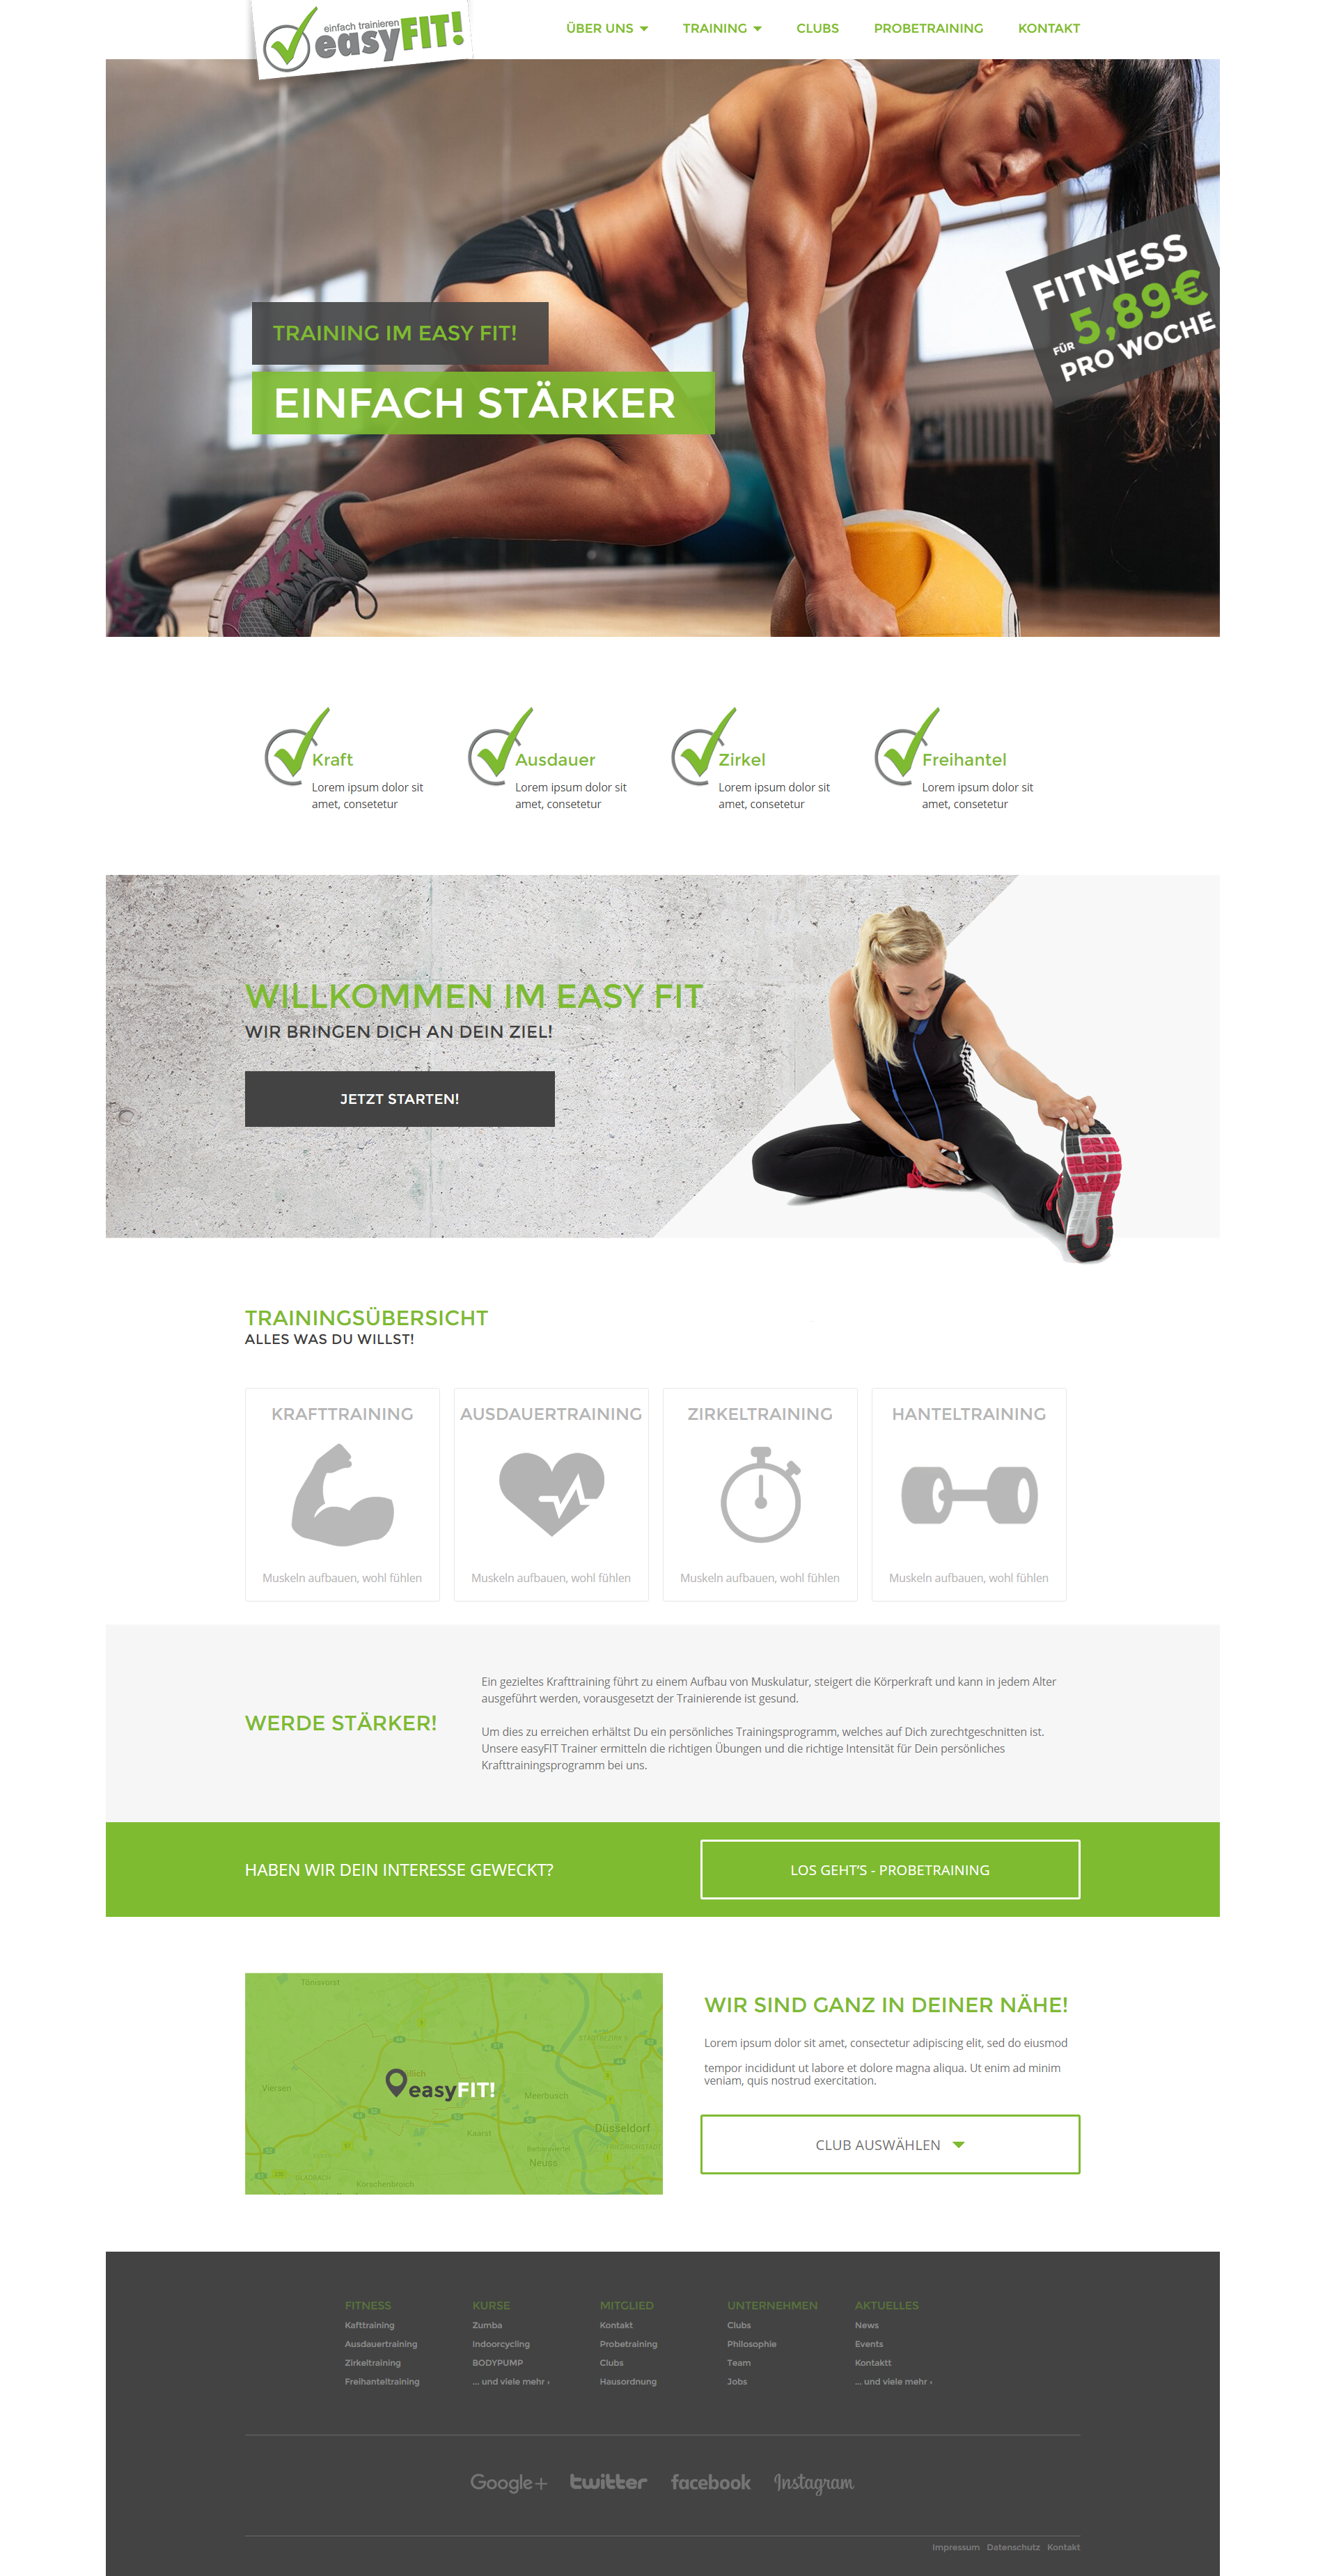 einfach trainieren
easyFIT!
ÜBER UNS
TRAINING
CLUBS
PROBETRAINING
KONTAKT
FITNESS
FÜR 5,89€
PRO WOCHE
TRAINING IM EASY FIT!
EINFACH STÄRKER
Kraft
Lorem ipsum dolor sit
amet, consetetur
Ausdauer
Lorem ipsum dolor sit
amet, consetetur
Zirkel
Lorem ipsum dolor sit
amet, consetetur
Freihantel
Lorem ipsum dolor sit
amet, consetetur
WILLKOMMEN IM EASY FIT
WIR BRINGEN DICH AN DEIN ZIEL!
JETZT STARTEN!
TRAININGSÜBERSICHT
ALLES WAS DU WILLST!
KRAFTTRAINING
Muskeln aufbauen, wohl fühlen
AUSDAUERTRAINING
Muskeln aufbauen, wohl fühlen
ZIRKELTRAINING
Muskeln aufbauen, wohl fühlen
HANTELTRAINING
Muskeln aufbauen, wohl fühlen
WERDE STÄRKER!
Ein gezieltes Krafttraining führt zu einem Aufbau von Muskulatur, steigert die Körperkraft und kann in jedem Alter
ausgeführt werden, vorausgesetzt der Trainierende ist gesund.
Um dies zu erreichen erhältst Du ein persönliches Trainingsprogramm, welches auf Dich zurechtgeschnitten ist.
Unsere easyFIT Trainer ermitteln die richtigen Übungen und die richtige Intensität für Dein persönliches
Krafttrainingsprogramm bei uns.
HABEN WIR DEIN INTERESSE GEWECKT?
LOS GEHT'S - PROBETRAINING
Tönisvorst
Viersen
easyFIT!
Meerbusch
Kaarst
Düsseldorf
Neuss
Korschenbroich
WIR SIND GANZ IN DEINER NÄHE!
Lorem ipsum dolor sit amet, consectetur adipiscing elit, sed do eiusmod
tempor incididunt ut labore et dolore magna aliqua. Ut enim ad minim
veniam, quis nostrud exercitation.
CLUB AUSWÄHLEN
FITNESS
Kafttraining
Ausdauertraining
Zirkeltraining
Freihanteltraining
KURSE
Zumba
Indoorcycling
BODYPUMP
... und viele mehr ›
MITGLIED
Kontakt
Probetraining
Clubs
Hausordnung
UNTERNEHMEN
Clubs
Philosophie
Team
Jobs
AKTUELLES
News
Events
Kontaktt
... und viele mehr ›
Google+
twitter
facebook
Instagram
Impressum
Datenschutz
Kontakt